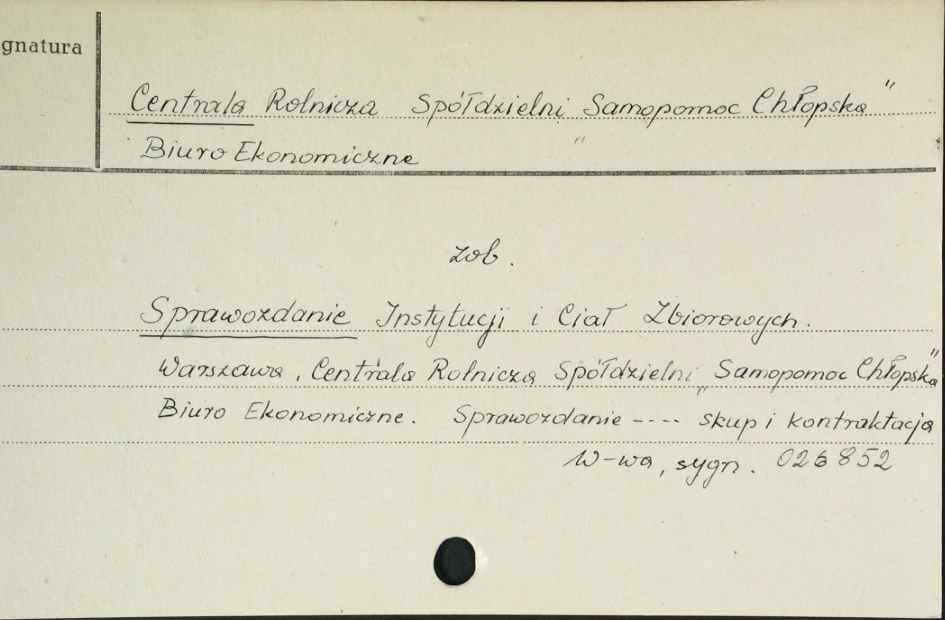 gnatura
Centrala Rolnicza Spółdzielni „Samopomoc Chłopska"
Biuro Ekonomiczne
zob.
Sprawozdanie Instytucji i Ciał Zbiorowych.
Warszawa, Centrala Rolnicza Spółdzielni „Samopomoc Chłopska"
Biuro Ekonomiczne. Sprawozdanie ---- skup i kontraktacja
W-wa, sygn. 026852